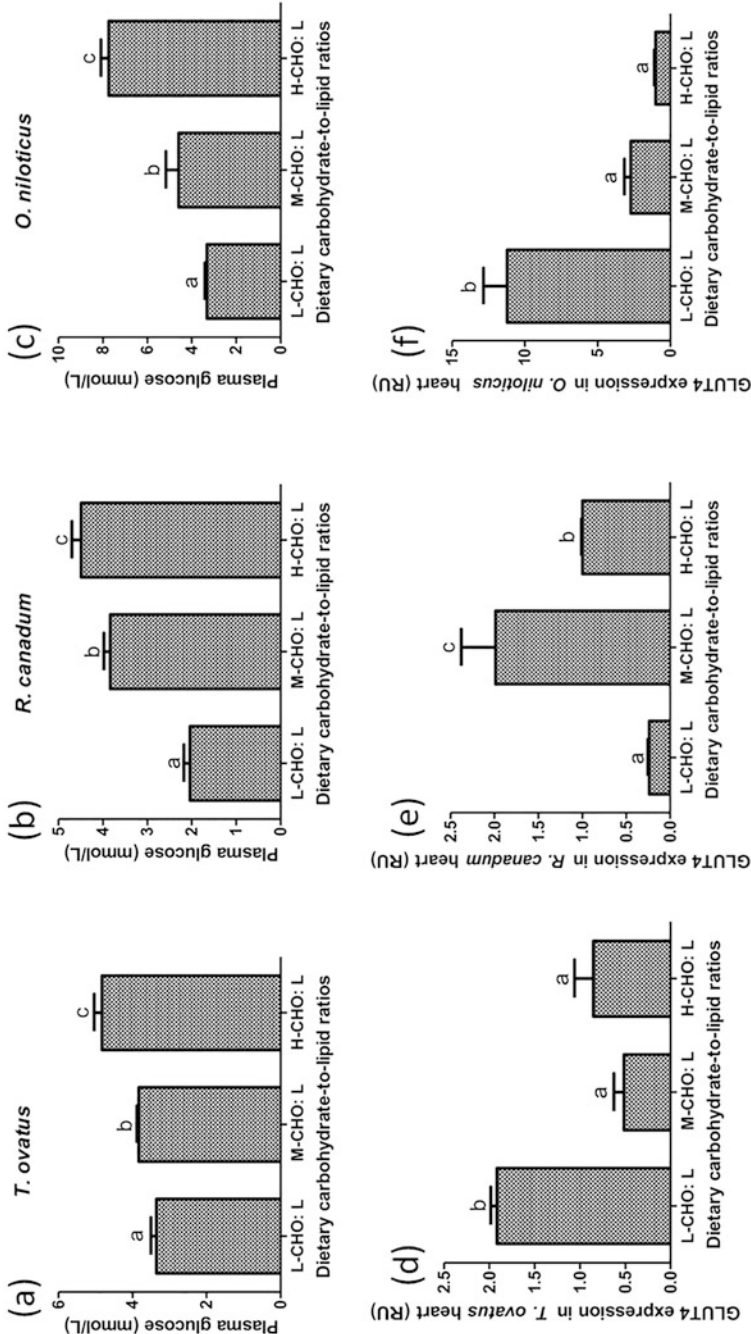 T. ovatus
R. canadum
O. niloticus
(a)
Plasma glucose (mmol/L)
6
4
2
0
a
b
c
L-CHO: L
M-CHO: L
H-CHO: L
Dietary carbohydrate-to-lipid ratios
(b)
Plasma glucose (mmol/L)
5
4
3
2
1
0
a
b
c
L-CHO: L
M-CHO: L
H-CHO: L
Dietary carbohydrate-to-lipid ratios
(c)
Plasma glucose (mmol/L)
10
8
6
4
2
0
a
b
c
L-CHO: L
M-CHO: L
H-CHO: L
Dietary carbohydrate-to-lipid ratios
(d)
GLUT4 expression in T. ovatus heart (RU)
2.5
2.0
1.5
1.0
0.5
0.0
b
a
a
L-CHO: L
M-CHO: L
H-CHO: L
Dietary carbohydrate-to-lipid ratios
(e)
GLUT4 expression in R. canadum heart (RU)
2.5
2.0
1.5
1.0
0.5
0.0
a
c
b
L-CHO: L
M-CHO: L
H-CHO: L
Dietary carbohydrate-to-lipid ratios
(f)
GLUT4 expression in O. niloticus heart (RU)
15
10
5
0
b
a
a
L-CHO: L
M-CHO: L
H-CHO: L
Dietary carbohydrate-to-lipid ratios